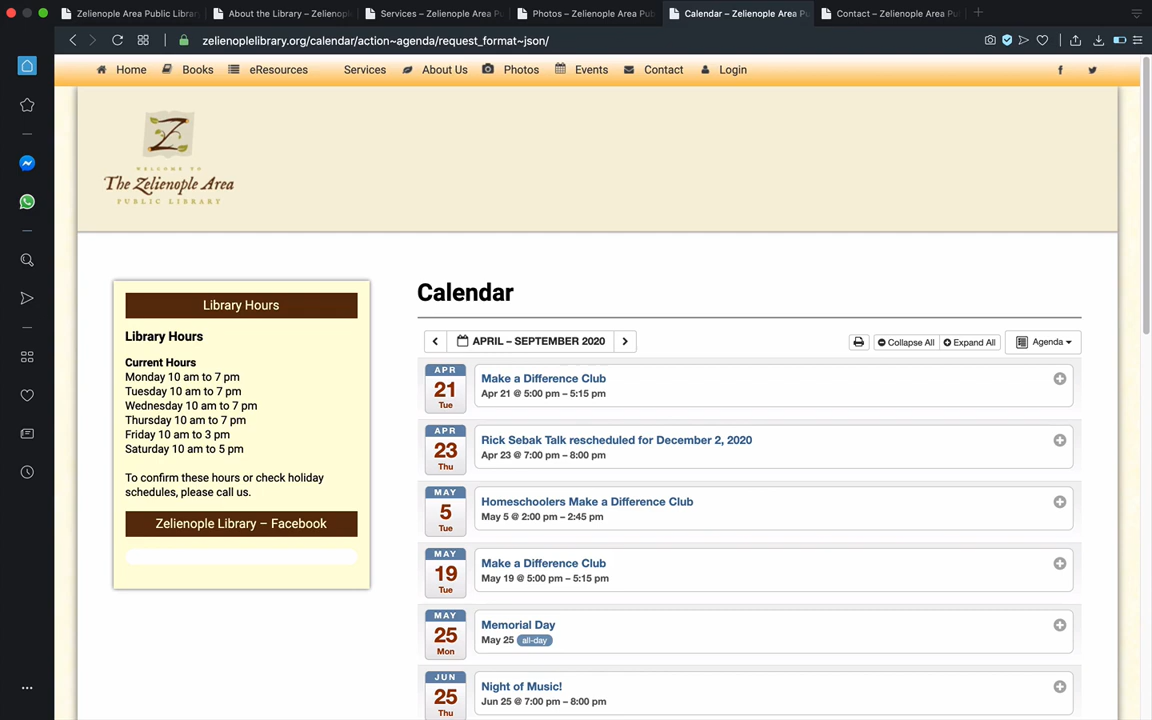 Zelienople Area Public Librar
About the Library – Zelienople
Services – Zelienople Area Pu
Photos – Zelienople Area Pub
Calendar – Zelienople Area Pu
Contact – Zelienople Area Pu
zelienoplelibrary.org/calendar/action~agenda/request_format~json/
Home
Books
eResources
Services
About Us
Photos
Events
Contact
Login
Z
WELCOME TO
The Zelienople Area
PUBLIC LIBRARY
Library Hours
Library Hours
Current Hours
Monday 10 am to 7 pm
Tuesday 10 am to 7 pm
Wednesday 10 am to 7 pm
Thursday 10 am to 7 pm
Friday 10 am to 3 pm
Saturday 10 am to 5 pm
To confirm these hours or check holiday
schedules, please call us.
Zelienople Library – Facebook
Calendar
APRIL – SEPTEMBER 2020
Collapse All
Expand All
Agenda
APR
21
Tue
Make a Difference Club
Apr 21 @ 5:00 pm – 5:15 pm
APR
23
Thu
Rick Sebak Talk rescheduled for December 2, 2020
Apr 23 @ 7:00 pm – 8:00 pm
MAY
5
Tue
Homeschoolers Make a Difference Club
May 5 @ 2:00 pm – 2:45 pm
MAY
19
Tue
Make a Difference Club
May 19 @ 5:00 pm – 5:15 pm
MAY
25
Mon
Memorial Day
May 25 all-day
JUN
25
Thu
Night of Music!
Jun 25 @ 7:00 pm – 8:00 pm